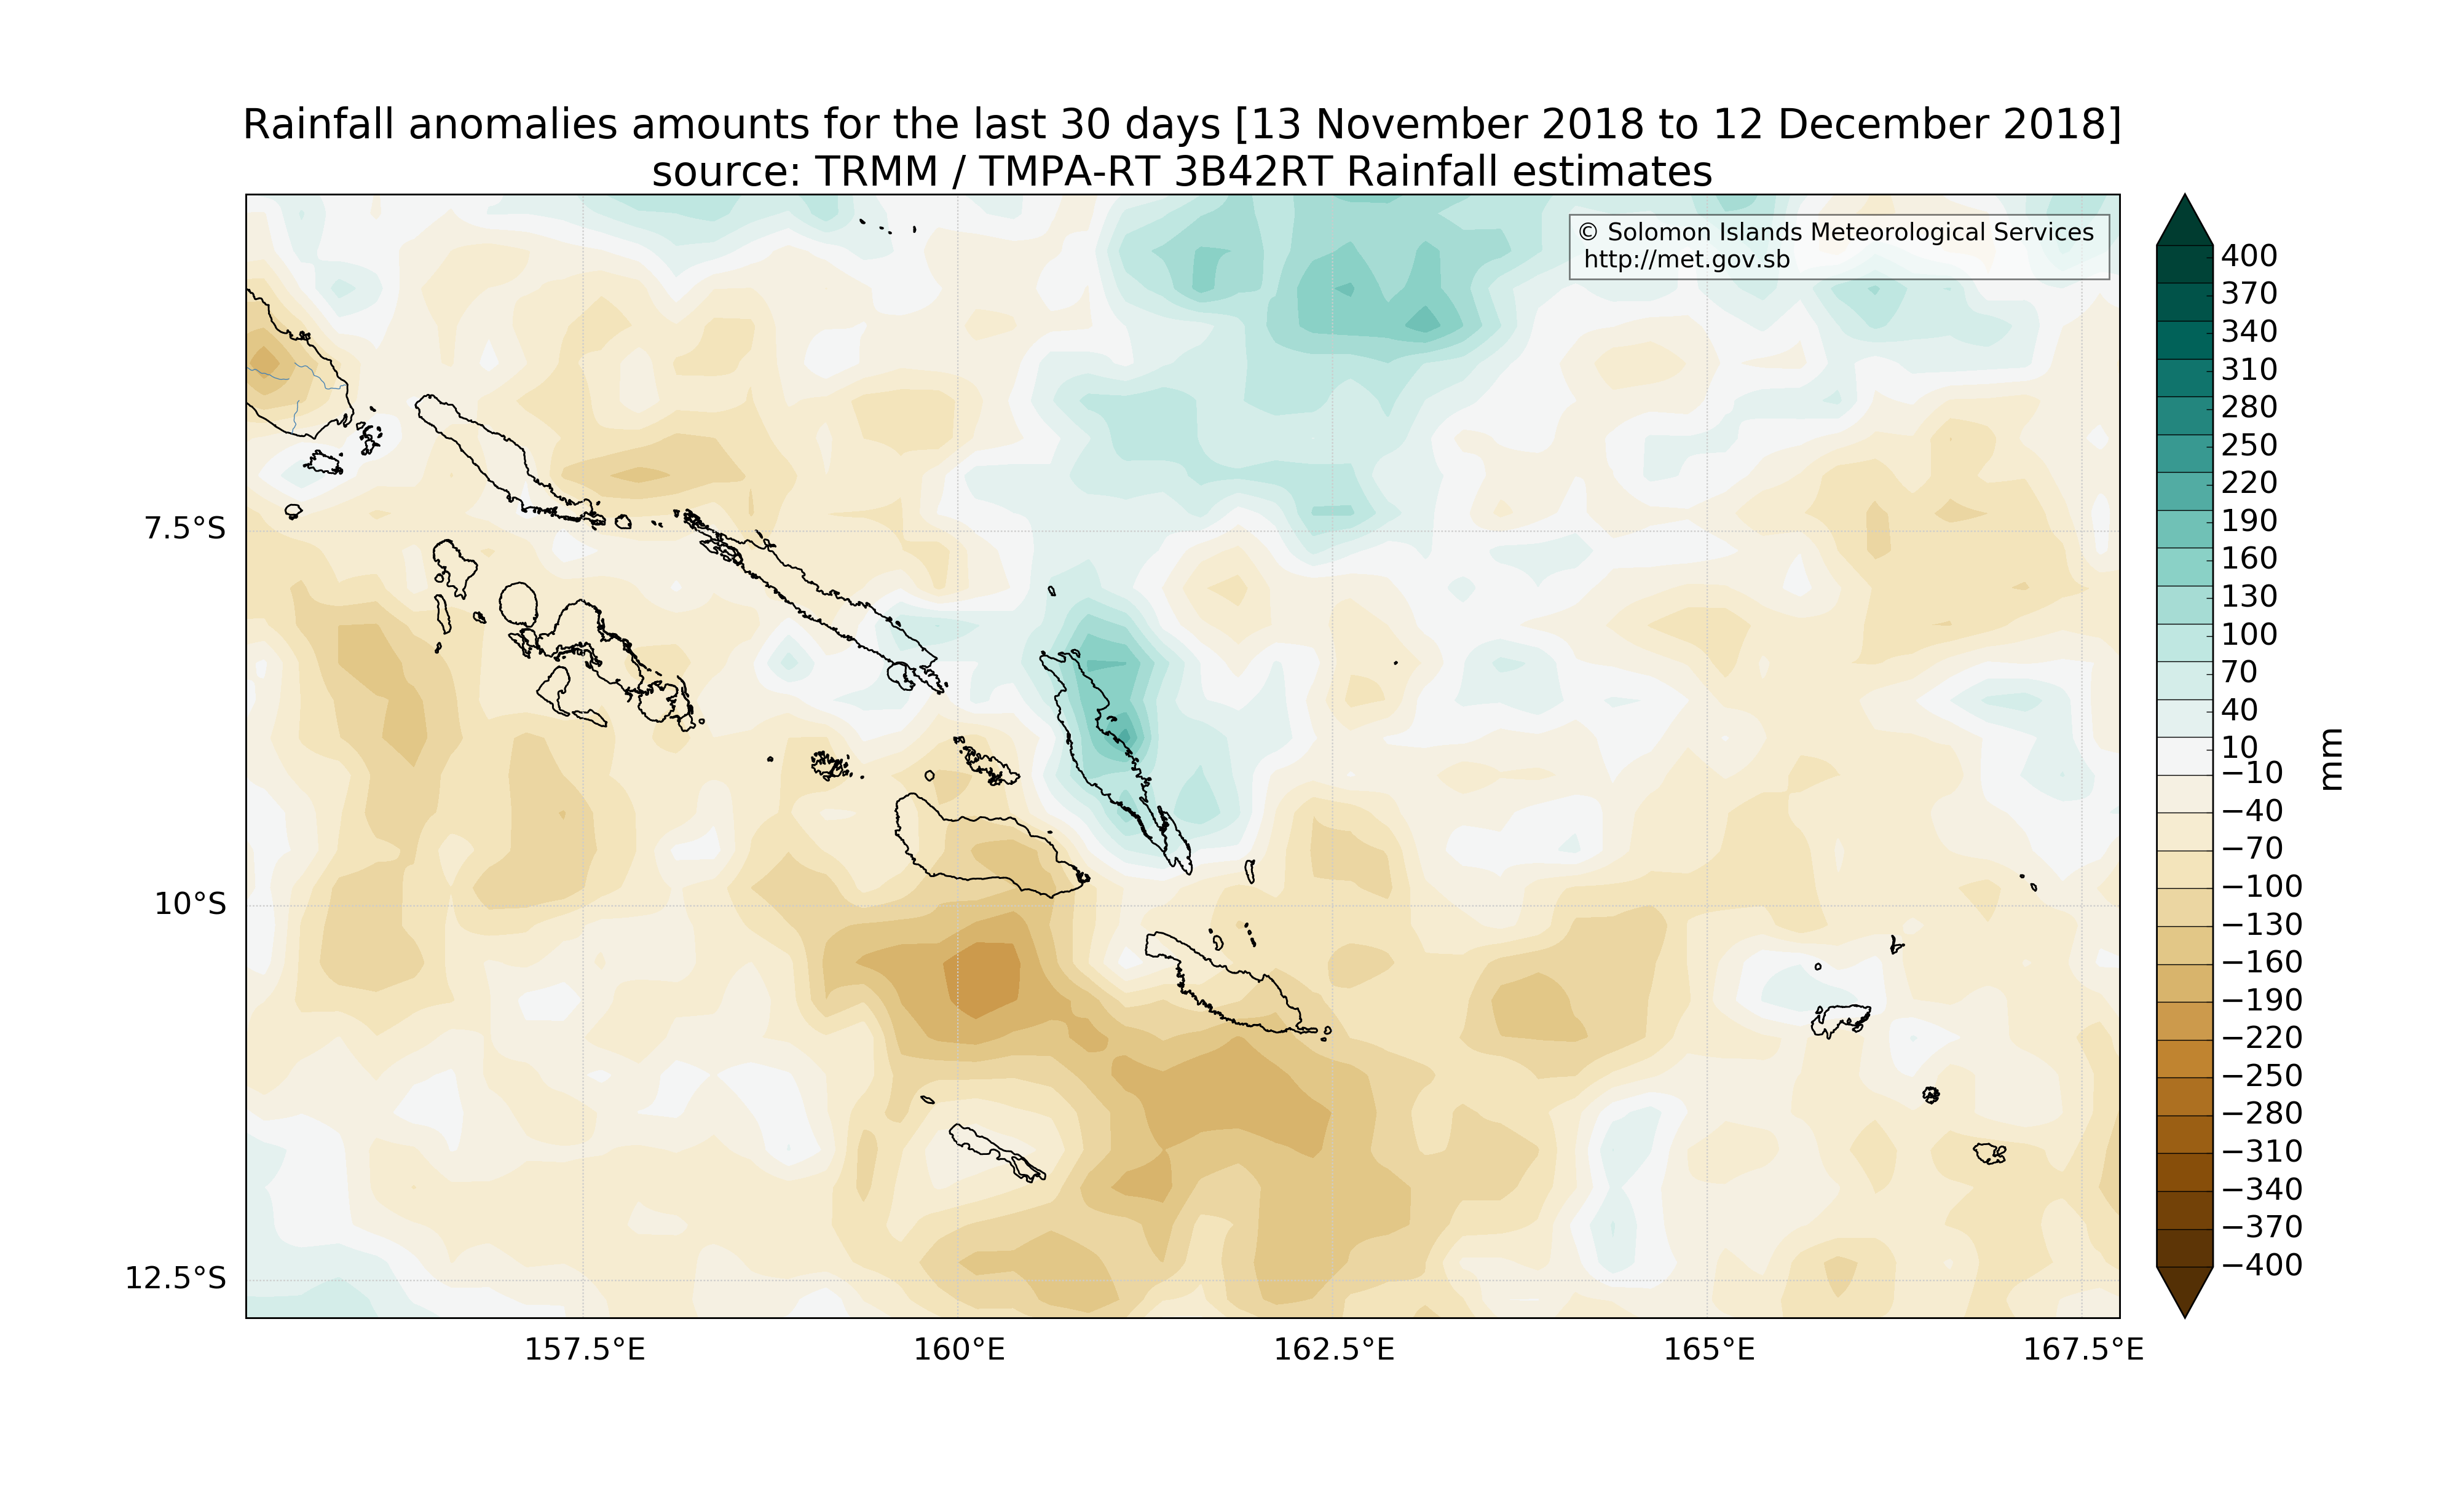 Rainfall anomalies amounts for the last 30 days [13 November 2018 to 12 December 2018]
source: TRMM / TMPA-RT 3B42RT Rainfall estimates
© Solomon Islands Meteorological Services
http://met.gov.sb
7.5°S
10°S
12.5°S
157.5°E
160°E
162.5°E
165°E
167.5°E
400
370
340
310
280
250
220
190
160
130
100
70
40
10
−10
−40
−70
−100
−130
−160
−190
−220
−250
−280
−310
−340
−370
−400
mm